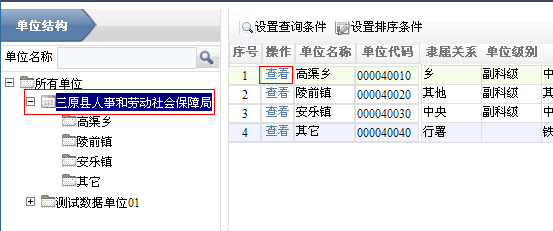 单位结构
单位名称
所有单位
三原县人事和劳动社会保障局
高渠乡
陵前镇
安乐镇
其它
测试数据单位01
设置查询条件 设置排序条件
序号 操作 单位名称 单位代码 隶属关系 单位级别
1 查看 高渠乡 000040010 乡 副科级 中
2 查看 陵前镇 000040020 其他 副科级 其
3 查看 安乐镇 000040030 中央 副科级 中
4 查看 其它 000040040 行署 铁